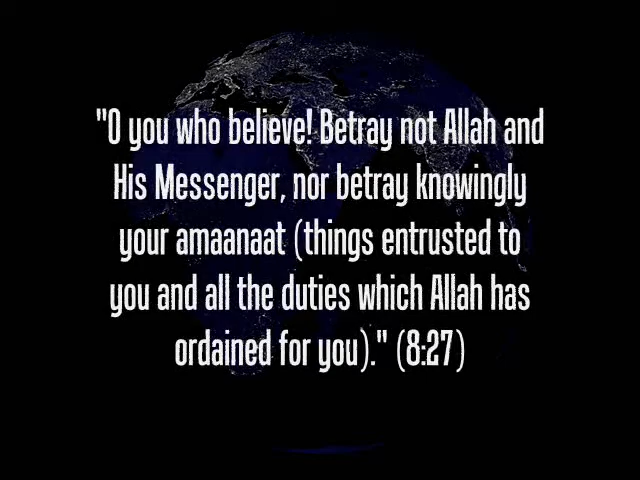 "O you who believe! Betray not Allah and
His Messenger, nor betray knowingly
your amaanaat (things entrusted to
you and all the duties which Allah has
ordained for you)." (8:27)